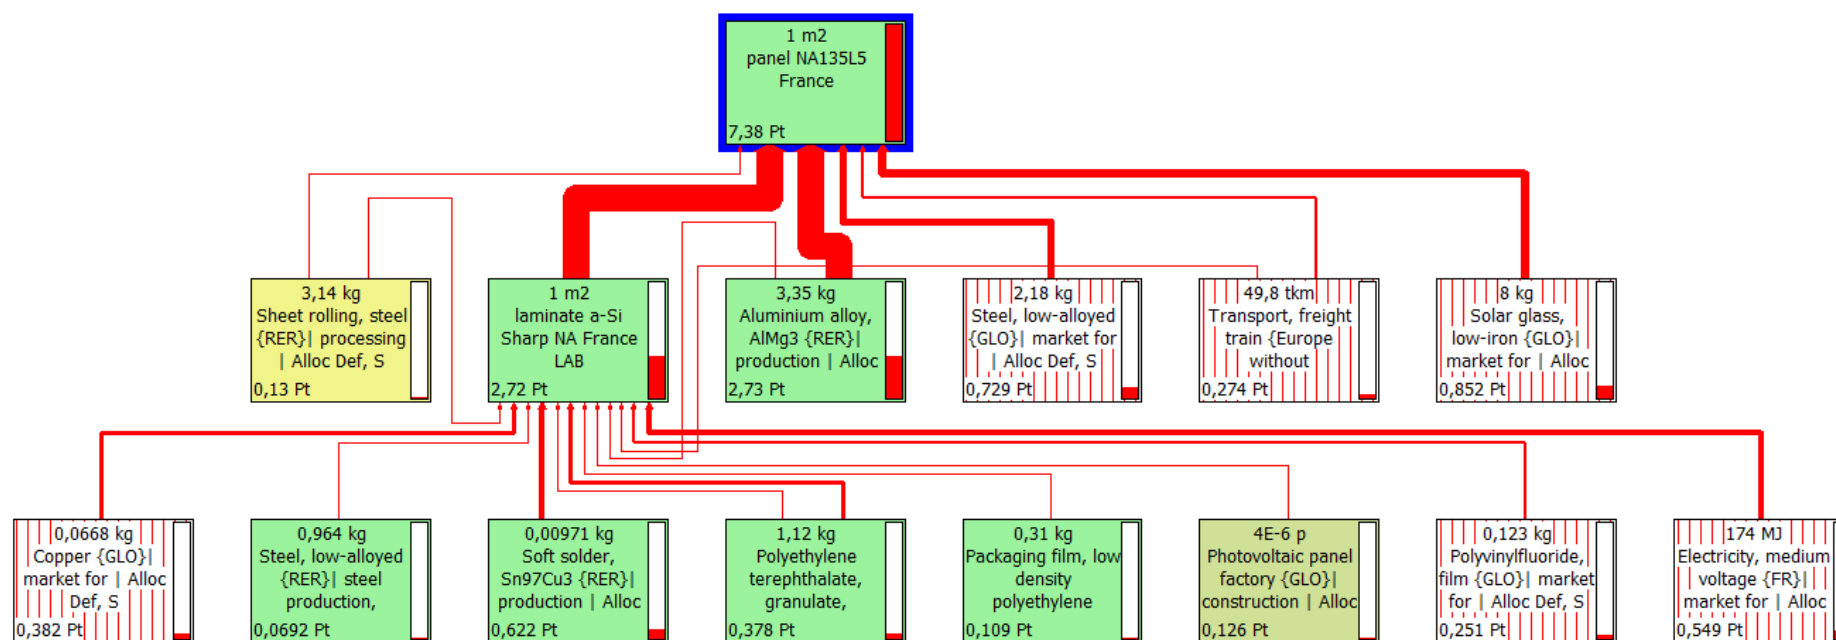 1 m2
panel NA135L5
France
7,38 Pt
3,14 kg
Sheet rolling, steel
{RER}| processing
| Alloc Def, S
0,13 Pt
1 m2
laminate a-Si
Sharp NA France
LAB
2,72 Pt
3,35 kg
Aluminium alloy,
AlMg3 {RER}|
production | Alloc
2,73 Pt
2,18 kg
Steel, low-alloyed
{GLO}| market for
| Alloc Def, S
0,729 Pt
49,8 tkm
Transport, freight
train {Europe
without
0,274 Pt
8 kg
Solar glass,
low-iron {GLO}|
market for | Alloc
0,852 Pt
0,0668 kg
Copper {GLO}|
market for | Alloc
Def, S
0,382 Pt
0,964 kg
Steel, low-alloyed
{RER}| steel
production,
0,0692 Pt
0,00971 kg
Soft solder,
Sn97Cu3 {RER}|
production | Alloc
0,622 Pt
1,12 kg
Polyethylene
terephthalate,
granulate,
0,378 Pt
0,31 kg
Packaging film, low
density
polyethylene
0,109 Pt
4E-6 p
Photovoltaic panel
factory {GLO}|
construction | Alloc
0,126 Pt
0,123 kg
Polyvinylfluoride,
film {GLO}| market
for | Alloc Def, S
0,251 Pt
174 MJ
Electricity, medium
voltage {FR}|
market for | Alloc
0,549 Pt